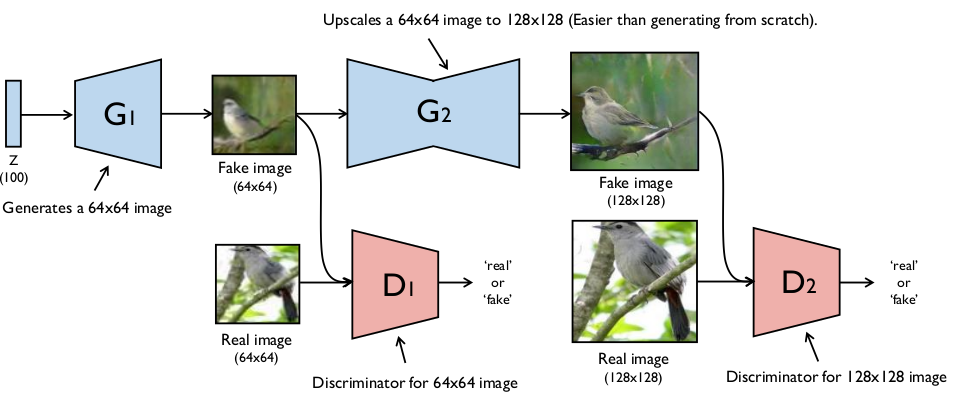 Upscales a 64x64 image to 128x128 (Easier than generating from scratch).
G1
G2
Z
(100)
Fake image
(64x64)
Fake image
(128x128)
Generates a 64x64 image
D1
'real'
or
'fake'
D2
'real'
or
'fake'
Real image
(64x64)
Real image
(128x128)
Discriminator for 64x64 image
Discriminator for 128x128 image